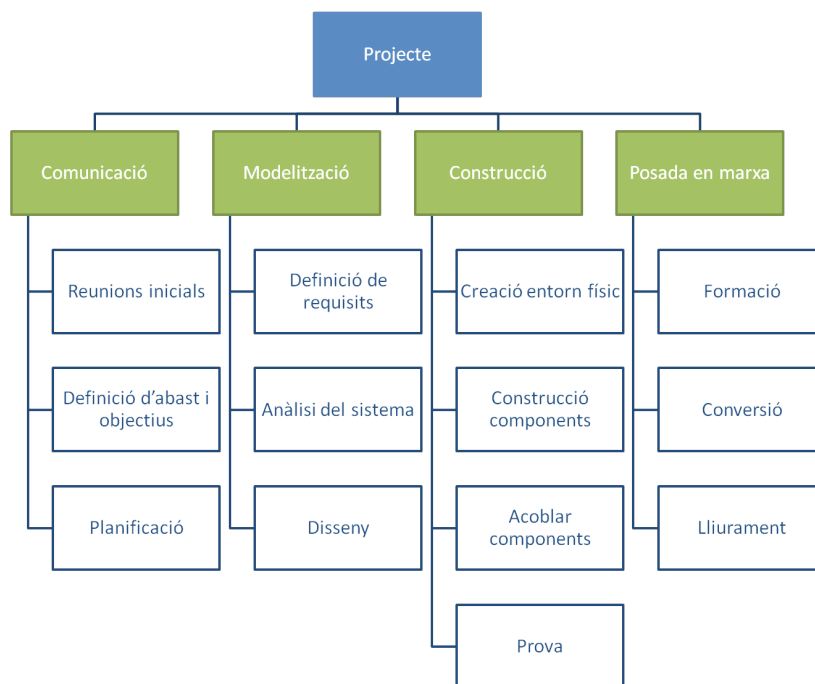 Projecte
Comunicació
Modelització
Construcció
Posada en marxa
Reunions inicials
Definició d'abast i
objectius
Planificació
Definició de
requisits
Anàlisi del sistema
Disseny
Creació entorn físic
Construcció
components
Acoblar
components
Prova
Formació
Conversió
Lliurament